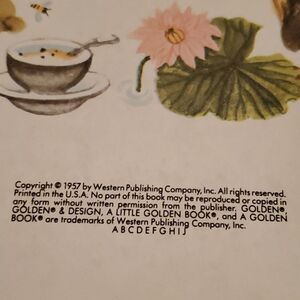 Copyright © 1957 by Western Publishing Company, Inc. All rights reserved.
Printed in the U.S.A. No part of this book may be reproduced or copied in
any form without written permission from the publisher. GOLDEN®,
GOLDEN® & DESIGN, A LITTLE GOLDEN BOOK®, and A GOLDEN
BOOK® are trademarks of Western Publishing Company, Inc.
A B C D E F G H I J